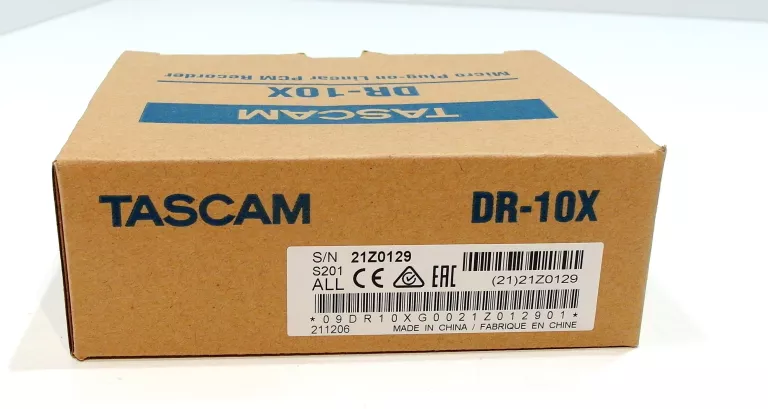 Micro Plug-on Linear PCM Recorder
DR-10X
TASCAM
TASCAM DR-10X
S/N 21Z0129
S201
ALL CE EAC (21)21Z0129
*09DR10XG0021Z012901*
211206 MADE IN CHINA / FABRIQUE EN CHINE